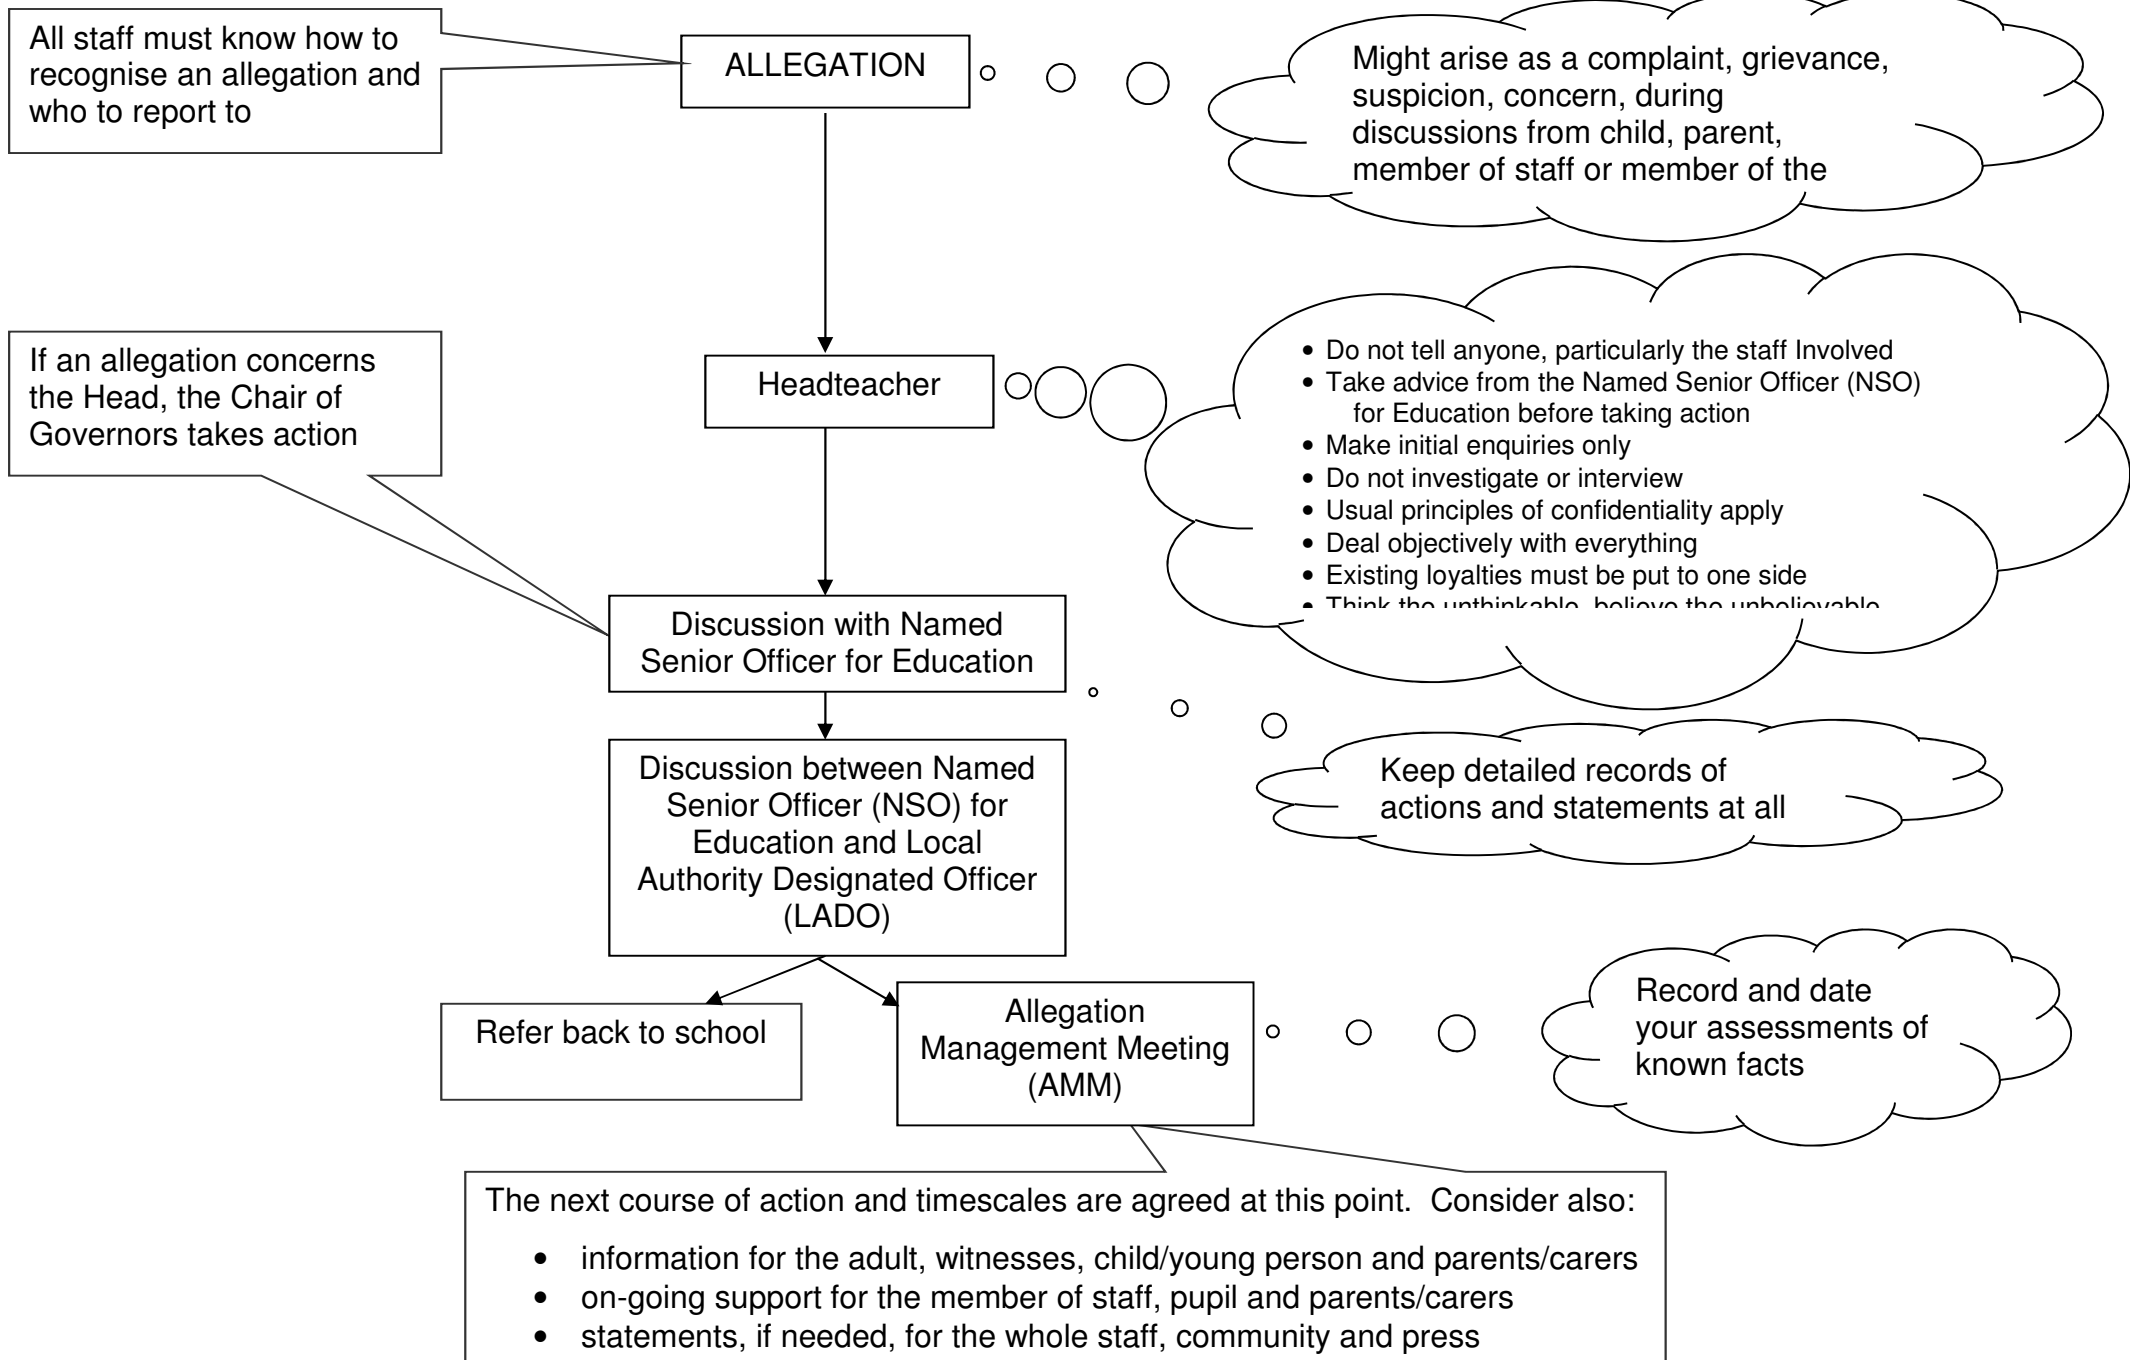 All staff must know how to
recognise an allegation and
who to report to
ALLEGATION
Might arise as a complaint, grievance,
suspicion, concern, during
discussions from child, parent,
member of staff or member of the
If an allegation concerns
the Head, the Chair of
Governors takes action
Headteacher
• Do not tell anyone, particularly the staff Involved
• Take advice from the Named Senior Officer (NSO)
for Education before taking action
• Make initial enquiries only
• Do not investigate or interview
• Usual principles of confidentiality apply
• Deal objectively with everything
• Existing loyalties must be put to one side
• Think the unthinkable, believe the unbelievable
Discussion with Named
Senior Officer for Education
Discussion between Named
Senior Officer (NSO) for
Education and Local
Authority Designated Officer
(LADO)
Keep detailed records of
actions and statements at all
Refer back to school
Allegation
Management Meeting
(AMM)
Record and date
your assessments of
known facts
The next course of action and timescales are agreed at this point. Consider also:
• information for the adult, witnesses, child/young person and parents/carers
• on-going support for the member of staff, pupil and parents/carers
• statements, if needed, for the whole staff, community and press